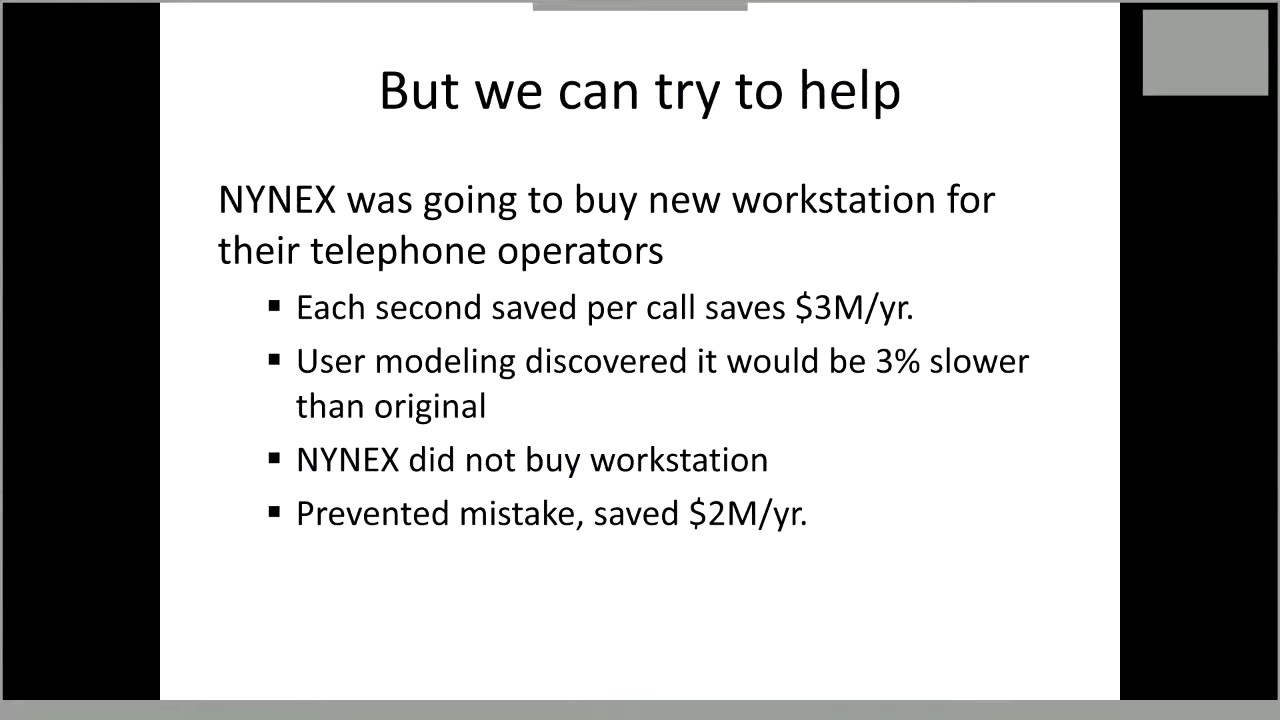 But we can try to help
NYNEX was going to buy new workstation for
their telephone operators
▪ Each second saved per call saves $3M/yr.
▪ User modeling discovered it would be 3% slower
than original
▪ NYNEX did not buy workstation
▪ Prevented mistake, saved $2M/yr.